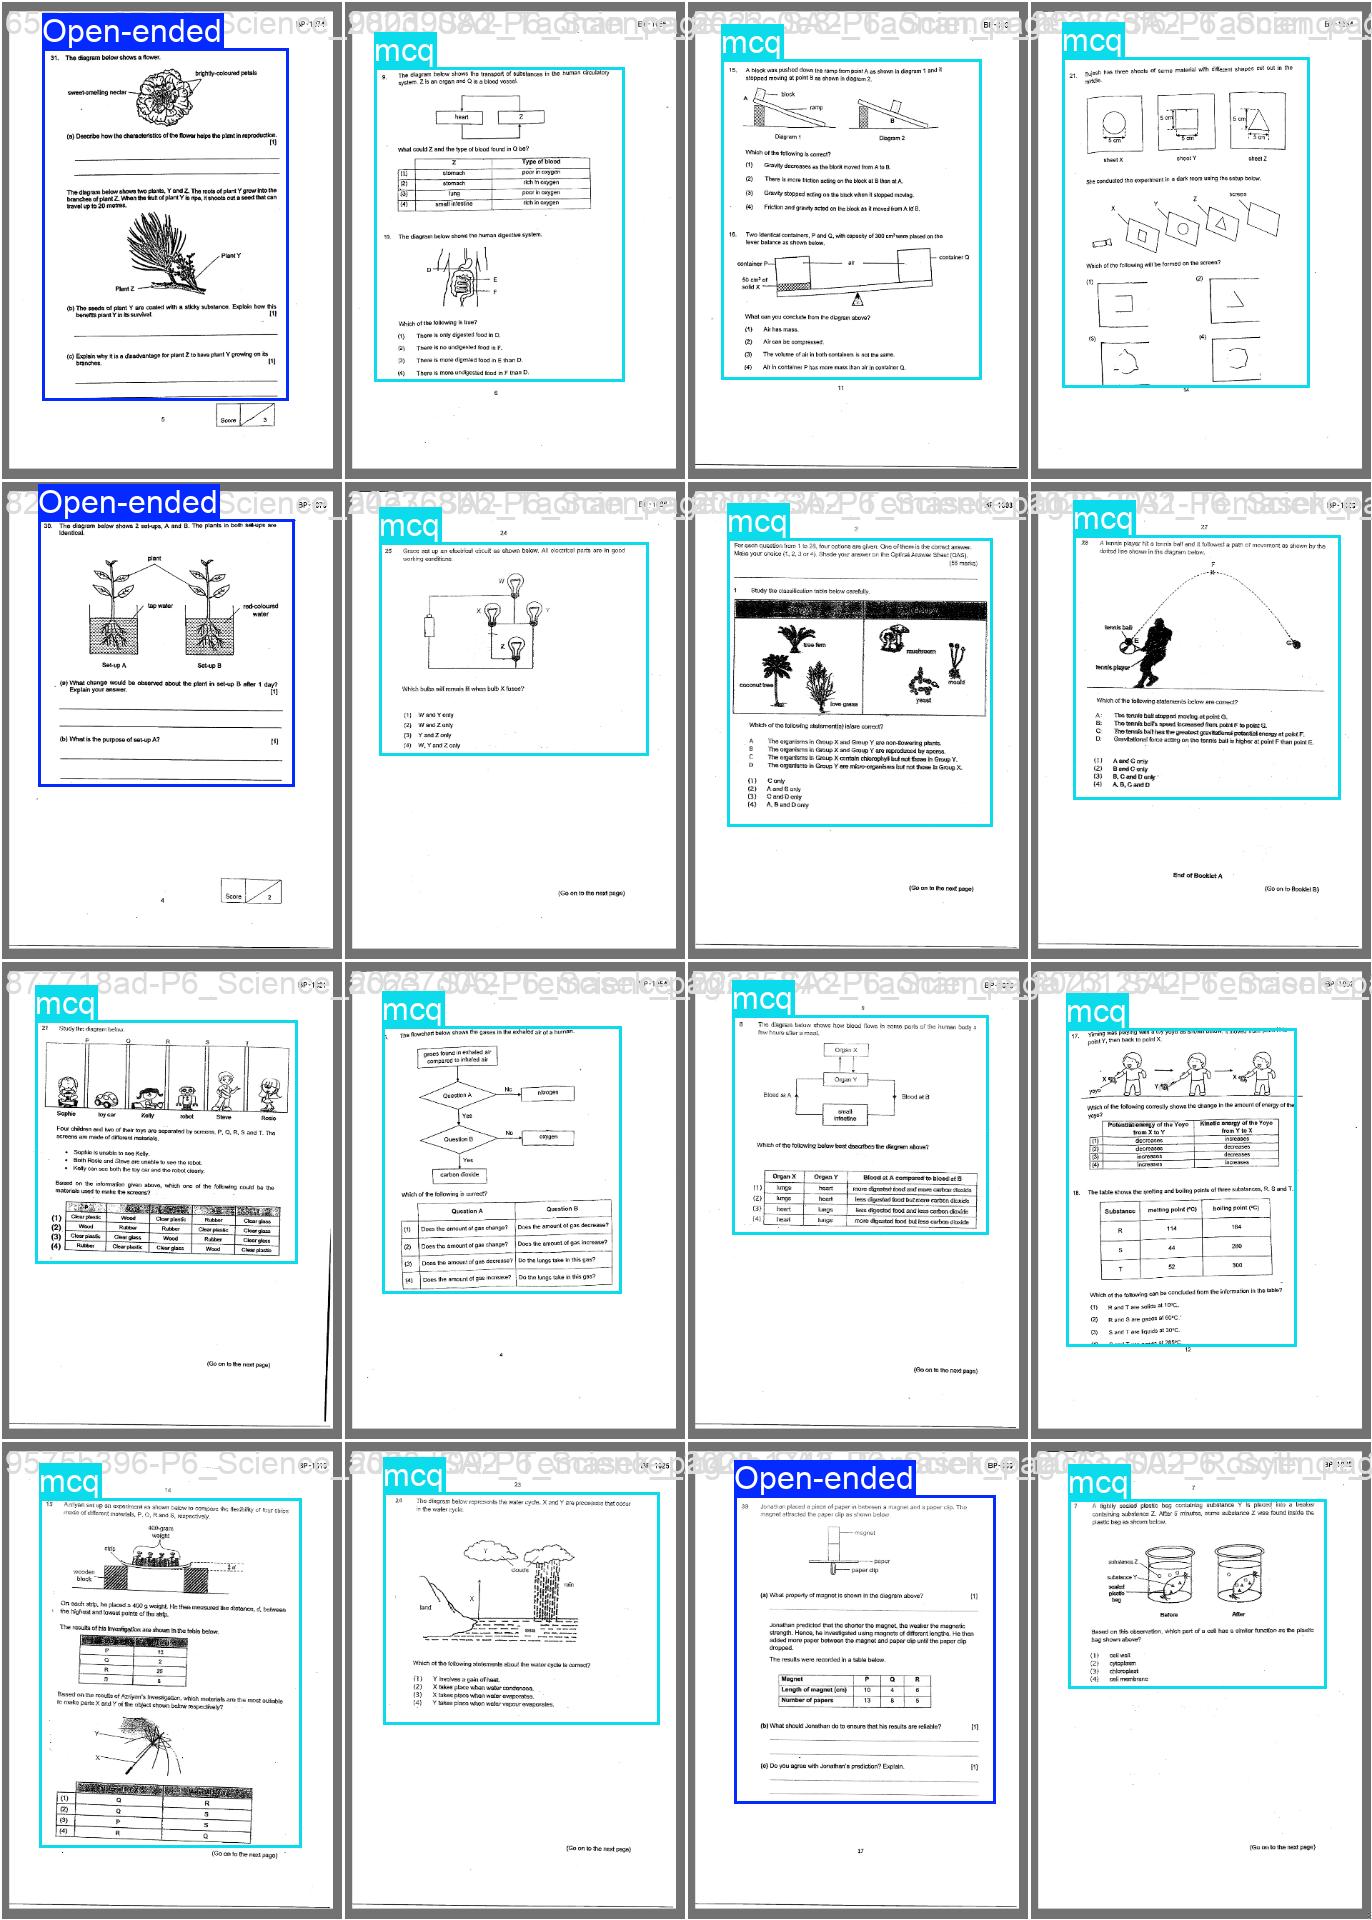 Open-ended
31. The diagram below shows a flower.
brightly-coloured petals
sweet-smelling nectar
(a) Describe how the characteristics of the flower helps the plant in reproduction.
[1]
The diagram below shows two plants, Y and Z. The roots of plant Y grow into the
branches of plant Z. When the fruit of plant Y is ripe, it shoots out a seed that can
travel up to 20 metres.
Plant Y
Plant Z
(b) The seeds of plant Y are coated with a sticky substance. Explain how this
benefits plant Y in its survival. [1]
(c) Explain why it is a disadvantage for plant Z to have plant Y growing on its
branches. [1]
5
Score 3
mcq
9. The diagram below shows the transport of substances in the human circulatory
system. Z is an organ and Q is a blood vessel.
heart Z
What could Z and the type of blood found in Q be?
Z Type of blood
(1) stomach poor in oxygen
(2) stomach rich in oxygen
(3) lung poor in oxygen
(4) small intestine rich in oxygen
10. The diagram below shows the human digestive system.
D
E
F
Which of the following is true?
(1) There is only digested food in D.
(2) There is no undigested food in F.
(3) There is more digested food in E than D.
(4) There is more undigested food in F than D.
6
mcq
15. A block was pushed down the ramp from point A as shown in diagram 1 and it
stopped moving at point B as shown in diagram 2.
A block
ramp
B
Diagram 1 Diagram 2
Which of the following is correct?
(1) Gravity decreases as the block moved from A to B.
(2) There is more friction acting on the block at B than at A.
(3) Gravity stopped acting on the block when it stopped moving.
(4) Friction and gravity acted on the block as it moved from A to B.
16. Two identical containers, P and Q, with capacity of 300 cm³ were placed on the
lever balance as shown below.
container P air container Q
50 cm³ of
solid X
What can you conclude from the diagram above?
(1) Air has mass.
(2) Air can be compressed.
(3) The volume of air in both containers is not the same.
(4) Air in container P has more mass than air in container Q.
11
mcq
21. has three sheets of same material with different shapes cut out in the
middle.
5 cm 5 cm 5 cm 5 cm
sheet X sheet Y sheet Z
She conducted the experiment in a dark room using the setup below.
X Y Z screen
Which of the following will be formed on the screen?
(1) (2)
(3) (4)
Open-ended
30. The diagram below shows 2 set-ups, A and B. The plants in both set-ups are
identical.
plant
tap water
red-coloured
water
Set-up A Set-up B
(a) What change would be observed about the plant in set-up B after 1 day?
Explain your answer. [1]
(b) What is the purpose of set-up A? [1]
4
Score 2
mcq
24
25 Grace set up an electrical circuit as shown below. All electrical parts are in good
working conditions.
W
X Y
Z
Which bulbs will remain lit when bulb X fuses?
(1) W and Y only
(2) W and Z only
(3) Y and Z only
(4) W, Y and Z only
(Go on to the next page)
mcq
2
For each question from 1 to 28, four options are given. One of them is the correct answer.
Make your choice (1, 2, 3 or 4). Shade your answer on the Optical Answer Sheet (OAS).
(56 marks)
1 Study the classification table below carefully.
tree fern
mushroom
coconut tree
love grass
yeast
mould
Which of the following statement(s) is/are correct?
A The organisms in Group X and Group Y are non-flowering plants.
B The organisms in Group X and Group Y are reproduced by spores.
C The organisms in Group X contain chlorophyll but not those in Group Y.
D The organisms in Group Y are micro-organisms but not those in Group X.
(1) C only
(2) A and B only
(3) C and D only
(4) A, B and D only
(Go on to the next page)
mcq
27
28 A tennis player hit a tennis ball and it followed a path of movement as shown by the
dotted line shown in the diagram below.
F
tennis ball
E
G
tennis player
Which of the following statements below are correct?
A: The tennis ball stopped moving at point G.
B: The tennis ball's speed increased from point F to point G.
C: The tennis ball has the greatest gravitational potential energy at point F.
D: Gravitational force acting on the tennis ball is higher at point F than point E.
(1) A and C only
(2) B and C only
(3) B, C and D only
(4) A, B, C and D
End of Booklet A
(Go on to Booklet B)
mcq
27 Study the diagram below.
P Q R S T
Sophie toy car Kelly robot Steve Rosie
Four children and two of their toys are separated by screens, P, Q, R, S and T. The
screens are made of different materials.
• Sophie is unable to see Kelly.
• Both Rosie and Steve are unable to see the robot.
• Kelly can see both the toy car and the robot clearly.
Based on the information given above, which one of the following could be the
materials used to make the screens?
(1) Clear plastic Wood Clear plastic Rubber Clear glass
(2) Wood Rubber Rubber Clear plastic Clear glass
(3) Clear plastic Clear glass Wood Rubber Clear glass
(4) Rubber Clear plastic Clear glass Wood Clear plastic
(Go on to the next page)
mcq
The flowchart below shows the gases in the exhaled air of a human.
gases found in exhaled air
compared to inhaled air
Question A No nitrogen
Yes
Question B No oxygen
Yes
carbon dioxide
Which of the following is correct?
Question A Question B
(1) Does the amount of gas change? Does the amount of gas decrease?
(2) Does the amount of gas change? Does the amount of gas increase?
(3) Does the amount of gas decrease? Do the lungs take in this gas?
(4) Does the amount of gas increase? Do the lungs take in this gas?
4
mcq
8 The diagram below shows how blood flows in some parts of the human body a
few hours after a meal.
Organ X
Organ Y
Blood at A Blood at B
small
intestine
Which of the following below best describes the diagram above?
Organ X Organ Y Blood at A compared to blood at B
(1) lungs heart more digested food and more carbon dioxide
(2) lungs heart less digested food but more carbon dioxide
(3) heart lungs less digested food and less carbon dioxide
(4) heart lungs more digested food but less carbon dioxide
(Go on to the next page)
mcq
17. Yiming was playing with a toy yoyo as shown below. It moved from point X to
point Y, then back to point X.
X Y X
yoyo
Which of the following correctly shows the change in the amount of energy of the
yoyo?
Potential energy of the Yoyo from X to Y Kinetic energy of the Yoyo from Y to X
(1) decreases increases
(2) decreases decreases
(3) increases decreases
(4) increases increases
18. The table shows the melting and boiling points of three substances, R, S and T.
Substance melting point (ºC) boiling point (ºC)
R 114 184
S 44 280
T 52 300
Which of the following can be concluded from the information in the table?
(1) R and T are solids at 10ºC.
(2) R and S are gases at 50ºC.
(3) S and T are liquids at 30ºC.
12
mcq
14
15 Azriyan set up an experiment as shown below to compare the flexibility of four strips
made of different materials, P, Q, R and S, respectively.
400-gram
weight
strip
d
wooden
block
On each strip, he placed a 400 g weight. He then measured the distance, d, between
the highest and lowest points of the strip.
The results of his investigation are shown in the table below.
P 13
Q 2
R 25
S 8
Based on the results of Azriyan's investigation, which materials are the most suitable
to make parts X and Y of the object shown below respectively?
Y
X
(1) Q R
(2) Q S
(3) P S
(4) R Q
(Go on to the next page)
mcq
23
24 The diagram below represents the water cycle. X and Y are processes that occur
in the water cycle.
Y
clouds
rain
land
X
sea
Which of the following statements about the water cycle is correct?
(1) Y involves a gain of heat.
(2) X takes place when water condenses.
(3) X takes place when water evaporates.
(4) Y takes place when water vapour evaporates.
(Go on to the next page)
Open-ended
39 Jonathan placed a piece of paper in between a magnet and a paper clip. The
magnet attracted the paper clip as shown below.
magnet
paper
paper clip
(a) What property of magnet is shown in the diagram above? [1]
Jonathan predicted that the shorter the magnet, the weaker the magnetic
strength. Hence, he investigated using magnets of different lengths. He then
added more paper between the magnet and paper clip until the paper clip
dropped.
The results were recorded in a table below.
Magnet P Q R
Length of magnet (cm) 10 4 6
Number of papers 13 8 5
(b) What should Jonathan do to ensure that his results are reliable? [1]
(c) Do you agree with Jonathan's prediction? Explain. [1]
17
mcq
7
7 A tightly sealed plastic bag containing substance Y is placed into a beaker
containing substance Z. After 5 minutes, some substance Z was found inside the
plastic bag as shown below.
substance Z
substance Y
sealed
plastic
bag
Before After
Based on this observation, which part of a cell has a similar function as the plastic
bag shown above?
(1) cell wall
(2) cytoplasm
(3) chloroplast
(4) cell membrane
(Go on to the next page)